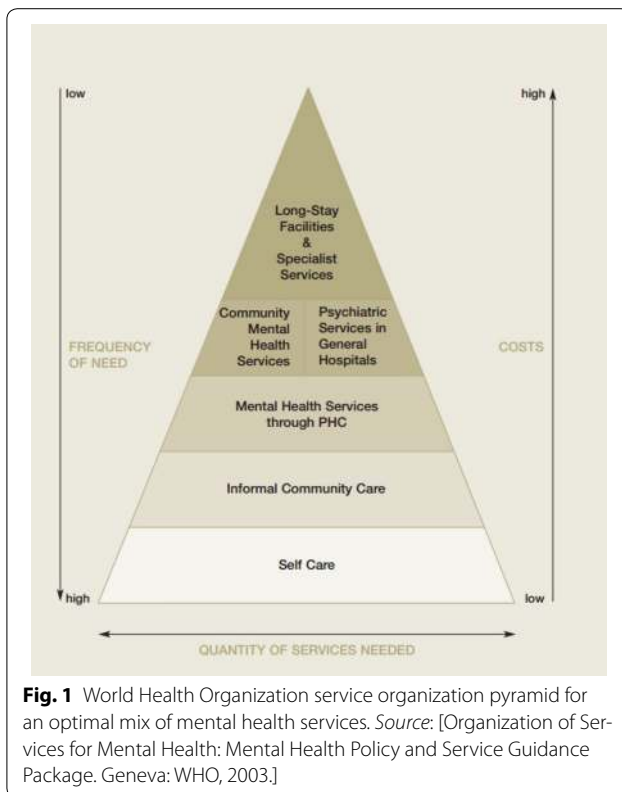 low
high
Long-Stay
Facilities
&
Specialist
Services
Community
Mental
Health
Services
Psychiatric
Services in
General
Hospitals
FREQUENCY
OF NEED
COSTS
Mental Health Services
through PHC
Informal Community Care
Self Care
high
low
QUANTITY OF SERVICES NEEDED
Fig. 1 World Health Organization service organization pyramid for
an optimal mix of mental health services. Source: [Organization of Ser-
vices for Mental Health: Mental Health Policy and Service Guidance
Package. Geneva: WHO, 2003.]